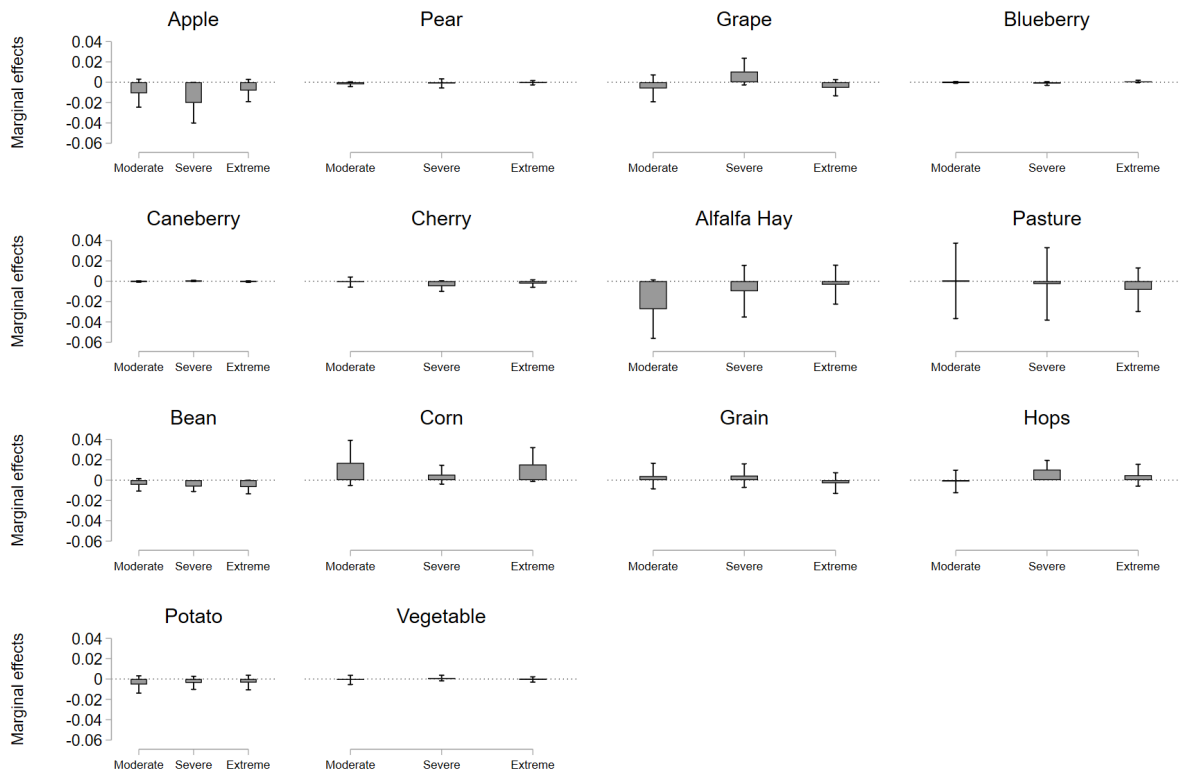 Apple Pear Grape Blueberry
Marginal effects
0.04
0.02
0
-0.02
-0.04
-0.06
Moderate Severe Extreme Moderate Severe Extreme Moderate Severe Extreme Moderate Severe Extreme
Caneberry Cherry Alfalfa Hay Pasture
Marginal effects
0.04
0.02
0
-0.02
-0.04
-0.06
Moderate Severe Extreme Moderate Severe Extreme Moderate Severe Extreme Moderate Severe Extreme
Bean Corn Grain Hops
Marginal effects
0.04
0.02
0
-0.02
-0.04
-0.06
Moderate Severe Extreme Moderate Severe Extreme Moderate Severe Extreme Moderate Severe Extreme
Potato Vegetable
Marginal effects
0.04
0.02
0
-0.02
-0.04
-0.06
Moderate Severe Extreme Moderate Severe Extreme